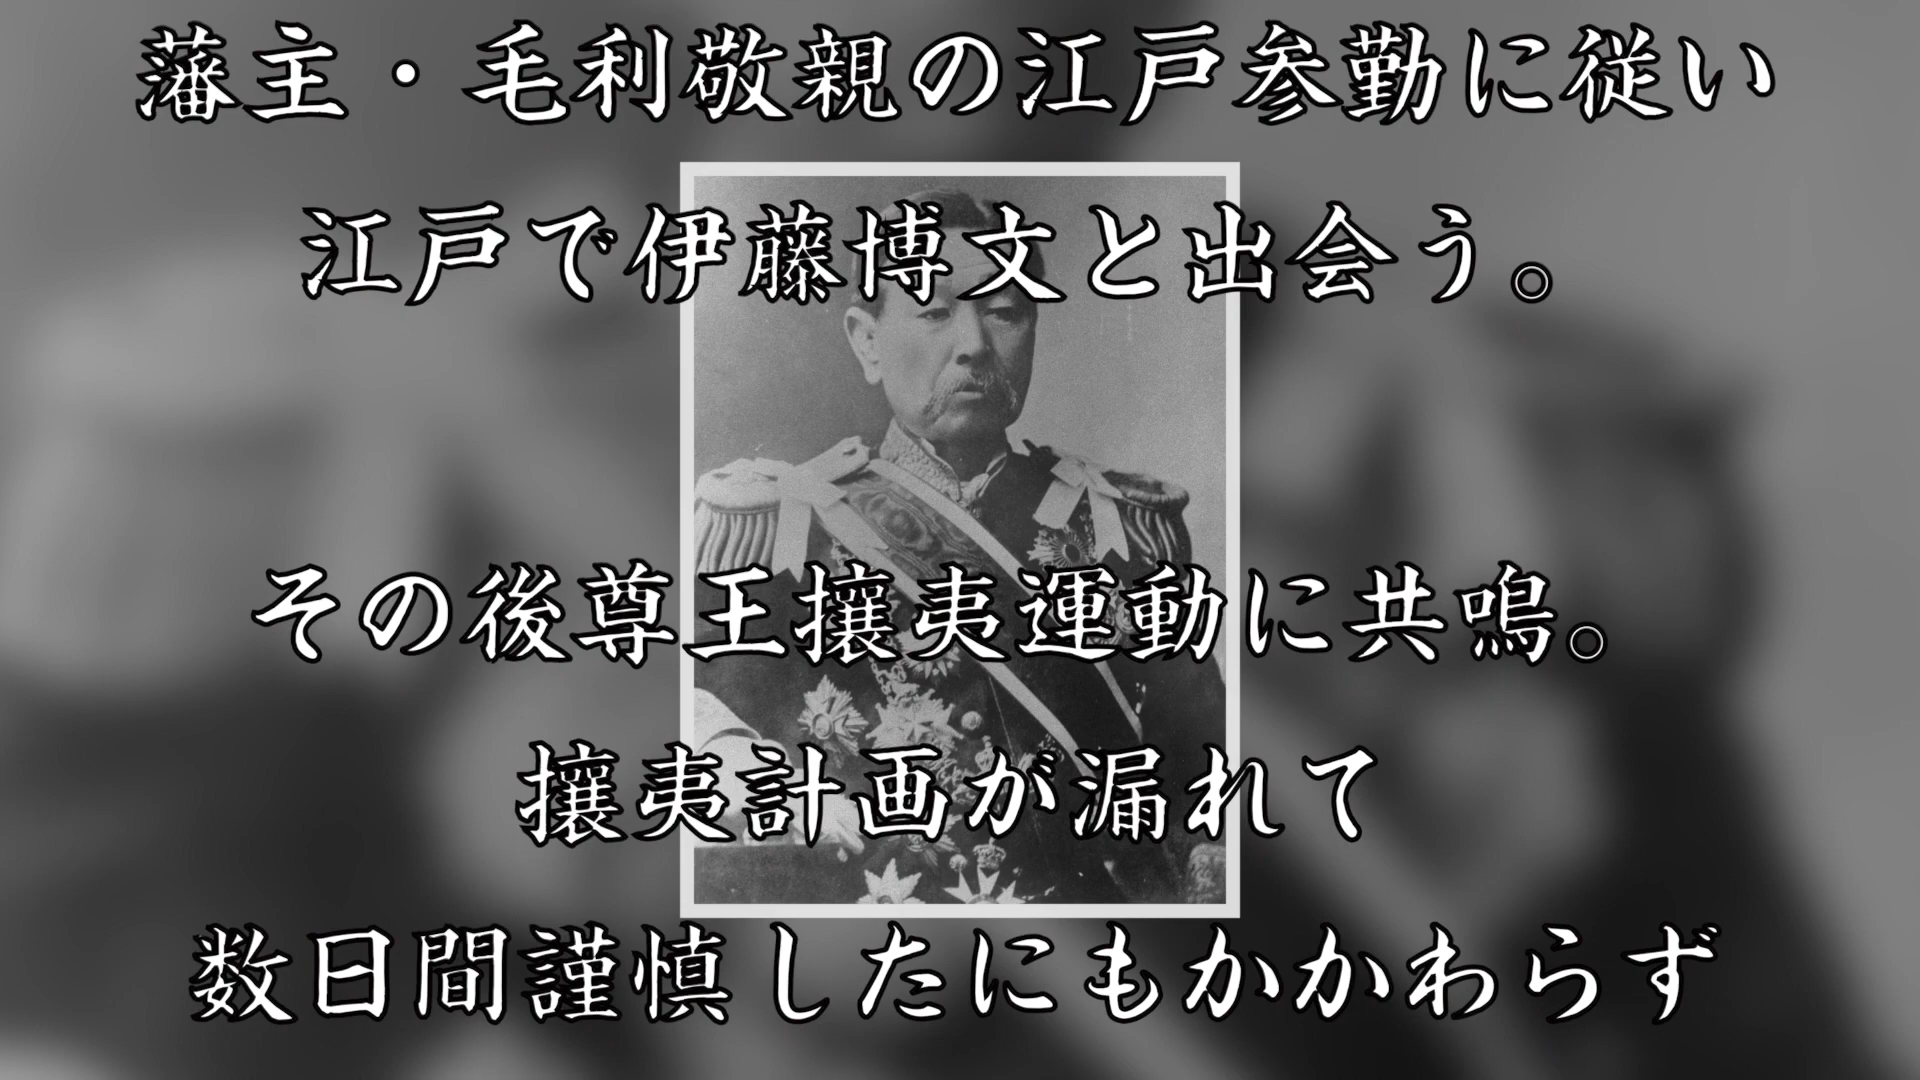 藩主・毛利敬親の江戸参勤に従い
江戸で伊藤博文と出会う。
その後尊王攘夷運動に共鳴。
攘夷計画が漏れて
数日間謹慎したにもかかわらず